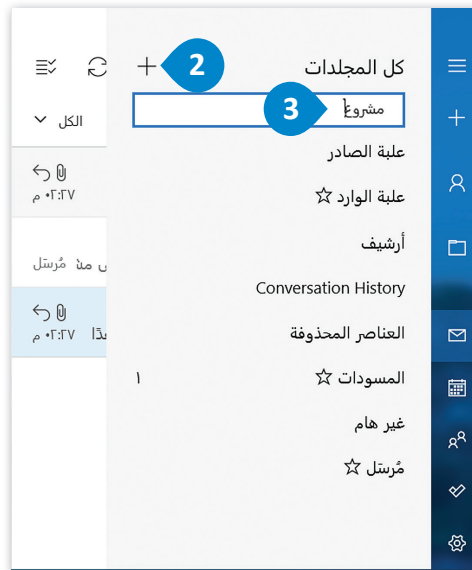 كل المجلدات
2
مشروع
3
علبة الصادر
علبة الوارد
أرشيف
Conversation History
العناصر المحذوفة
المسودات ١
غير هام
مُرسَل
الكل
٠٢:٢٧ م
مُرسَل
٠٢:٢٧ م